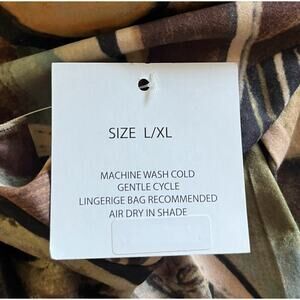 SIZE L/XL
MACHINE WASH COLD
GENTLE CYCLE
LINGERIGE BAG RECOMMENDED
AIR DRY IN SHADE